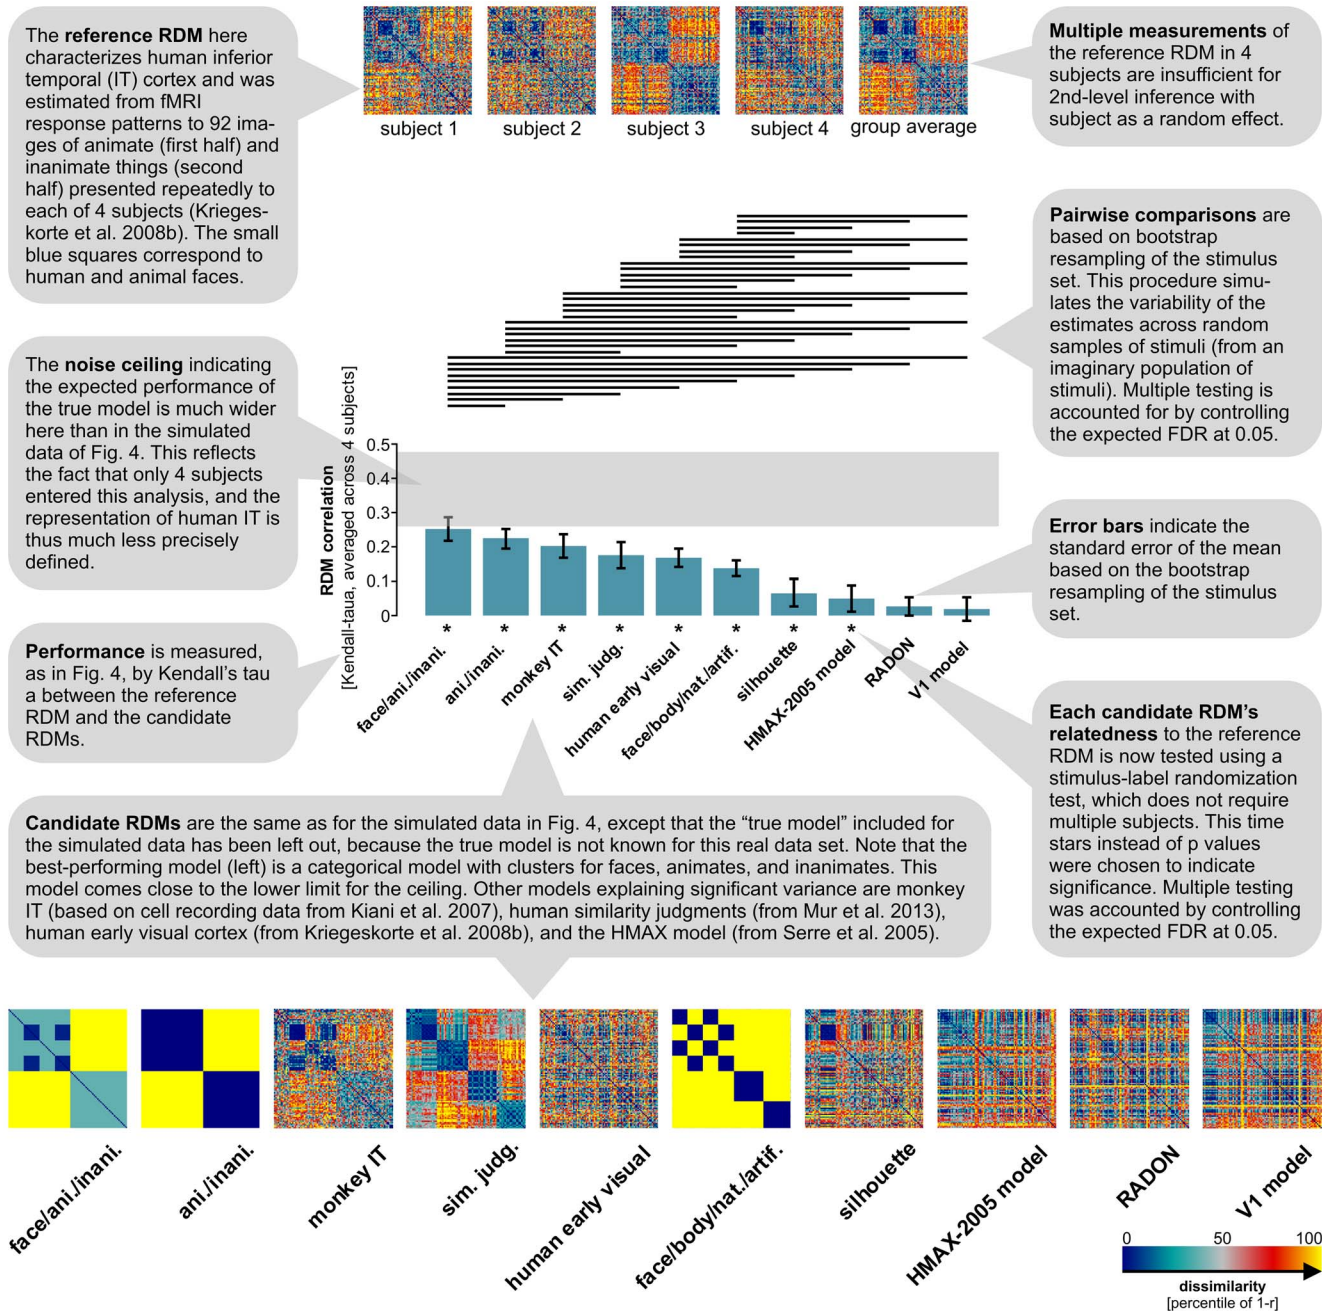 The reference RDM here
characterizes human inferior
temporal (IT) cortex and was
estimated from fMRI
response patterns to 92 ima-
ges of animate (first half) and
inanimate things (second
half) presented repeatedly to
each of 4 subjects (Krieges-
korte et al. 2008b). The small
blue squares correspond to
human and animal faces.
subject 1
subject 2
subject 3
subject 4
group average
Multiple measurements of
the reference RDM in 4
subjects are insufficient for
2nd-level inference with
subject as a random effect.
Pairwise comparisons are
based on bootstrap
resampling of the stimulus
set. This procedure simu-
lates the variability of the
estimates across random
samples of stimuli (from an
imaginary population of
stimuli). Multiple testing is
accounted for by controlling
the expected FDR at 0.05.
The noise ceiling indicating
the expected performance of
the true model is much wider
here than in the simulated
data of Fig. 4. This reflects
the fact that only 4 subjects
entered this analysis, and the
representation of human IT is
thus much less precisely
defined.
RDM correlation
[Kendall-taua, averaged across 4 subjects]
0.5
0.4
0.3
0.2
0.1
0
* * * * * * * *
face/ani./inani.
ani./inani.
monkey IT
sim. judg.
human early visual
face/body/nat./artif.
silhouette
HMAX-2005 model
RADON
V1 model
Error bars indicate the
standard error of the mean
based on the bootstrap
resampling of the stimulus
set.
Performance is measured,
as in Fig. 4, by Kendall’s tau
a between the reference
RDM and the candidate
RDMs.
Each candidate RDM’s
relatedness to the reference
RDM is now tested using a
stimulus-label randomization
test, which does not require
multiple subjects. This time
stars instead of p values
were chosen to indicate
significance. Multiple testing
was accounted by controlling
the expected FDR at 0.05.
Candidate RDMs are the same as for the simulated data in Fig. 4, except that the “true model” included for
the simulated data has been left out, because the true model is not known for this real data set. Note that the
best-performing model (left) is a categorical model with clusters for faces, animates, and inanimates. This
model comes close to the lower limit for the ceiling. Other models explaining significant variance are monkey
IT (based on cell recording data from Kiani et al. 2007), human similarity judgments (from Mur et al. 2013),
human early visual cortex (from Kriegeskorte et al. 2008b), and the HMAX model (from Serre et al. 2005).
face/ani./inani.
ani./inani.
monkey IT
sim. judg.
human early visual
face/body/nat./artif.
silhouette
HMAX-2005 model
RADON
V1 model
0 50 100
dissimilarity
[percentile of 1-r]